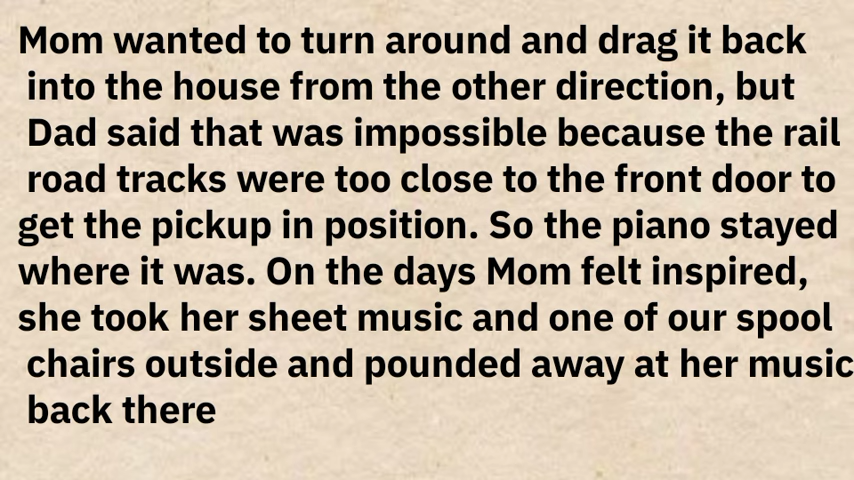 Mom wanted to turn around and drag it back
into the house from the other direction, but
Dad said that was impossible because the rail
road tracks were too close to the front door to
get the pickup in position. So the piano stayed
where it was. On the days Mom felt inspired,
she took her sheet music and one of our spool
chairs outside and pounded away at her music
back there